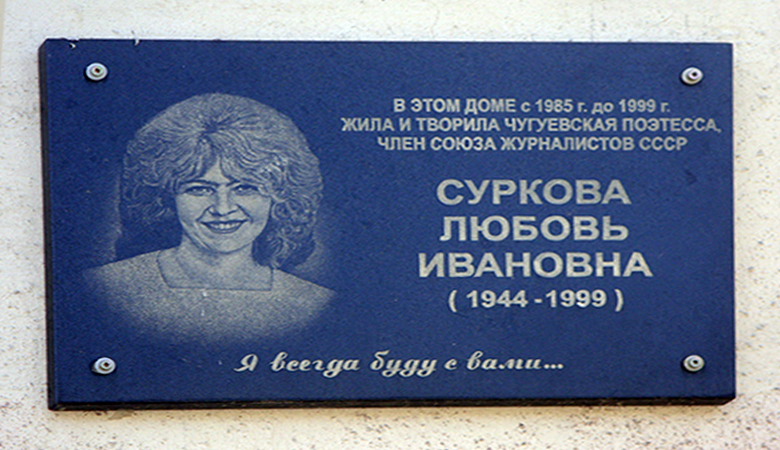 В ЭТОМ ДОМЕ с 1985 г. до 1999 г.
ЖИЛА И ТВОРИЛА ЧУГУЕВСКАЯ ПОЭТЕССА,
ЧЛЕН СОЮЗА ЖУРНАЛИСТОВ СССР
СУРКОВА
ЛЮБОВЬ
ИВАНОВНА
( 1944 - 1999 )
Я всегда буду с вами...